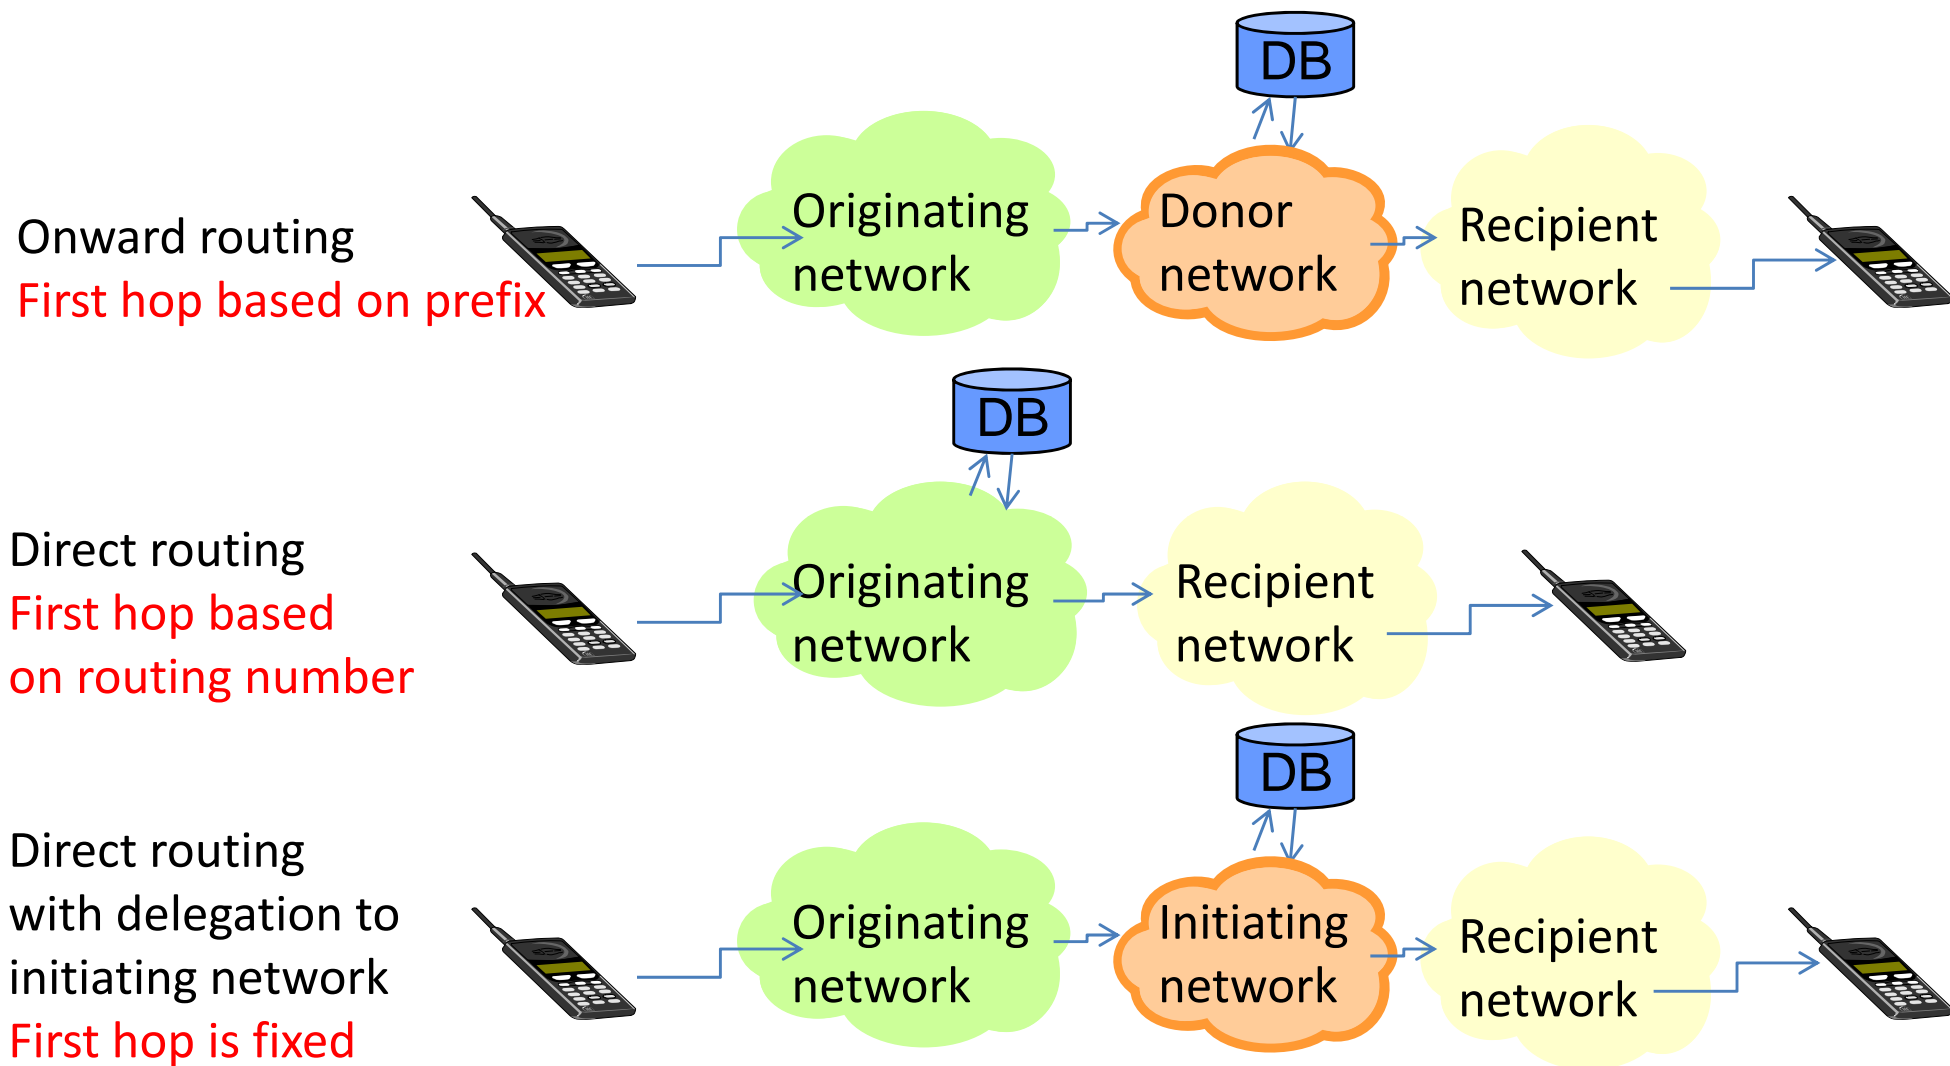 DB
Onward routing
First hop based on prefix
Originating
network
Donor
network
Recipient
network
DB
Direct routing
First hop based
on routing number
Originating
network
Recipient
network
DB
Direct routing
with delegation to
initiating network
First hop is fixed
Originating
network
Initiating
network
Recipient
network